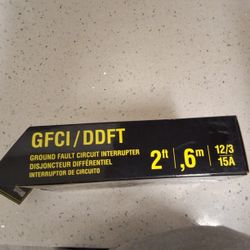 GFCI/DDFT
GROUND FAULT CIRCUIT INTERRUPTER
DISJONCTEUR DIFFÉRENTIEL
INTERRUPTOR DE CIRCUITO
2ft
,6m
12/3
15A